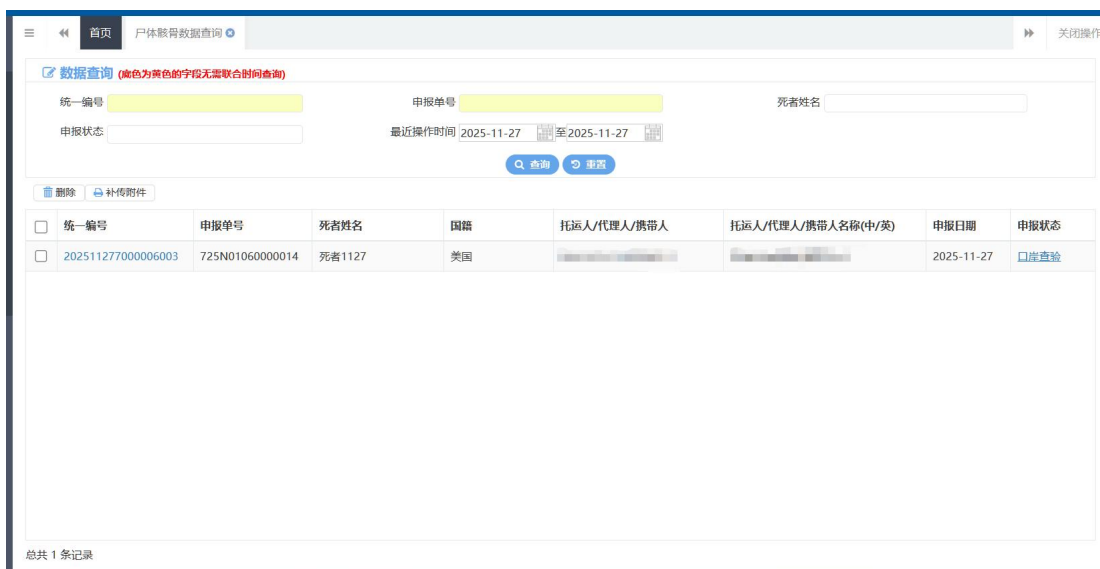 首页 尸体骸骨数据查询 关闭操作
数据查询 (底色为黄色的字段无需联合时间查询)
统一编号 申报单号 死者姓名
申报状态 最近操作时间 2025-11-27 至 2025-11-27
查询 重置
删除 补传附件
统一编号 申报单号 死者姓名 国籍 托运人/代理人/携带人 托运人/代理人/携带人名称(中/英) 申报日期 申报状态
202511277000006003 725N01060000014 死者1127 美国 2025-11-27 口岸查验
总共 1 条记录